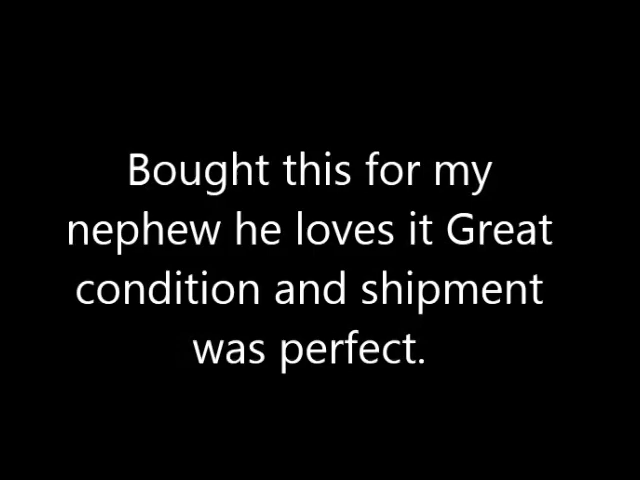 Bought this for my
nephew he loves it Great
condition and shipment
was perfect.